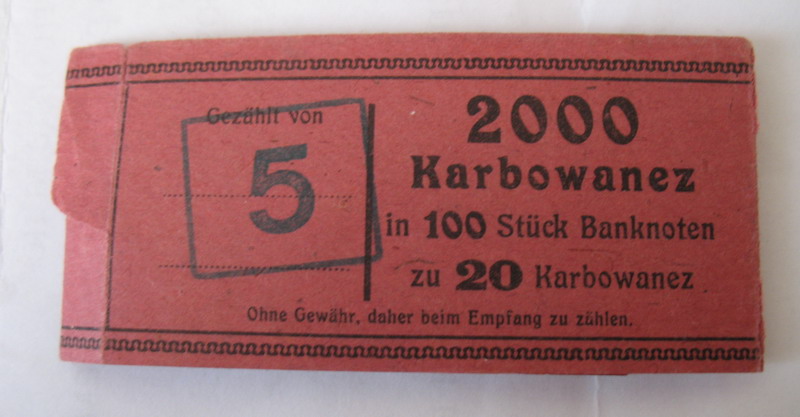 Gezählt von
5
2000
Karbowanez
in 100 Stück Banknoten
zu 20 Karbowanez
Ohne Gewähr, daher beim Empfang zu zählen.